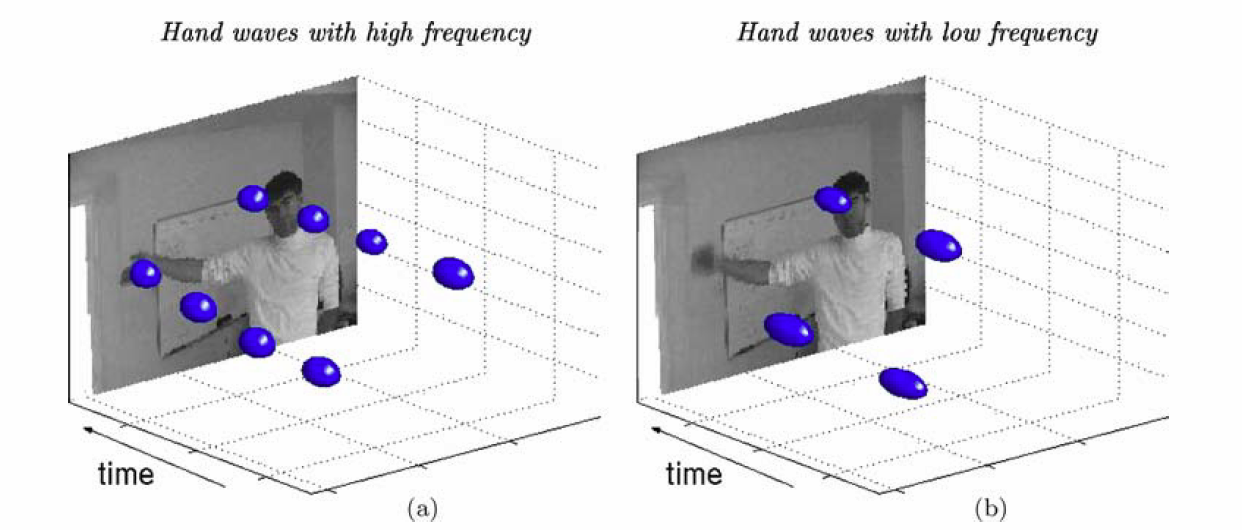 Hand waves with high frequency
Hand waves with low frequency
time
time
(a)
(b)